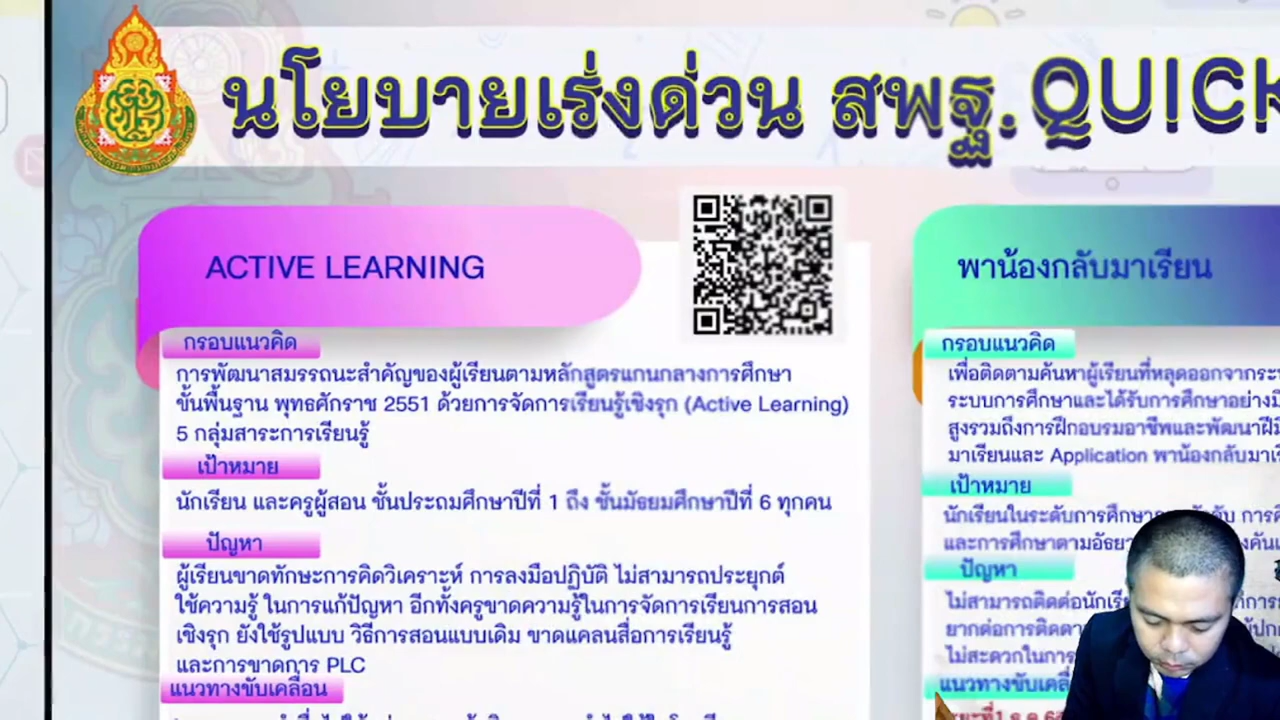 นโยบายเร่งด่วน สพฐ. QUICK
ACTIVE LEARNING
กรอบแนวคิด
การพัฒนาสมรรถนะสำคัญของผู้เรียนตามหลักสูตรแกนกลางการศึกษา
ขั้นพื้นฐาน พุทธศักราช 2551 ด้วยการจัดการเรียนรู้เชิงรุก (Active Learning)
5 กลุ่มสาระการเรียนรู้
เป้าหมาย
นักเรียน และครูผู้สอน ชั้นประถมศึกษาปีที่ 1 ถึง ชั้นมัธยมศึกษาปีที่ 6 ทุกคน
ปัญหา
ผู้เรียนขาดทักษะการคิดวิเคราะห์ การลงมือปฏิบัติ ไม่สามารถประยุกต์
ใช้ความรู้ ในการแก้ปัญหา อีกทั้งครูขาดความรู้ในการจัดการเรียนการสอน
เชิงรุก ยังใช้รูปแบบ วิธีการสอนแบบเดิม ขาดแคลนสื่อการเรียนรู้
และการขาดการ PLC
แนวทางขับเคลื่อน
พาน้องกลับมาเรียน
กรอบแนวคิด
เพื่อติดตามค้นหาผู้เรียนที่หลุดออกจาก
ระบบการศึกษาและได้รับการศึกษาอย่าง
สูงรวมถึงการฝึกอบรมอาชีพและพัฒนา
มาเรียนและ Application พาน้องกลับ
เป้าหมาย
นักเรียนในระดับการศึกษา
และการศึกษาตาม
ปัญหา
ไม่สามารถติดต่อ
ยากต่อการ
ไม่สะดวกในการ
แนวทาง